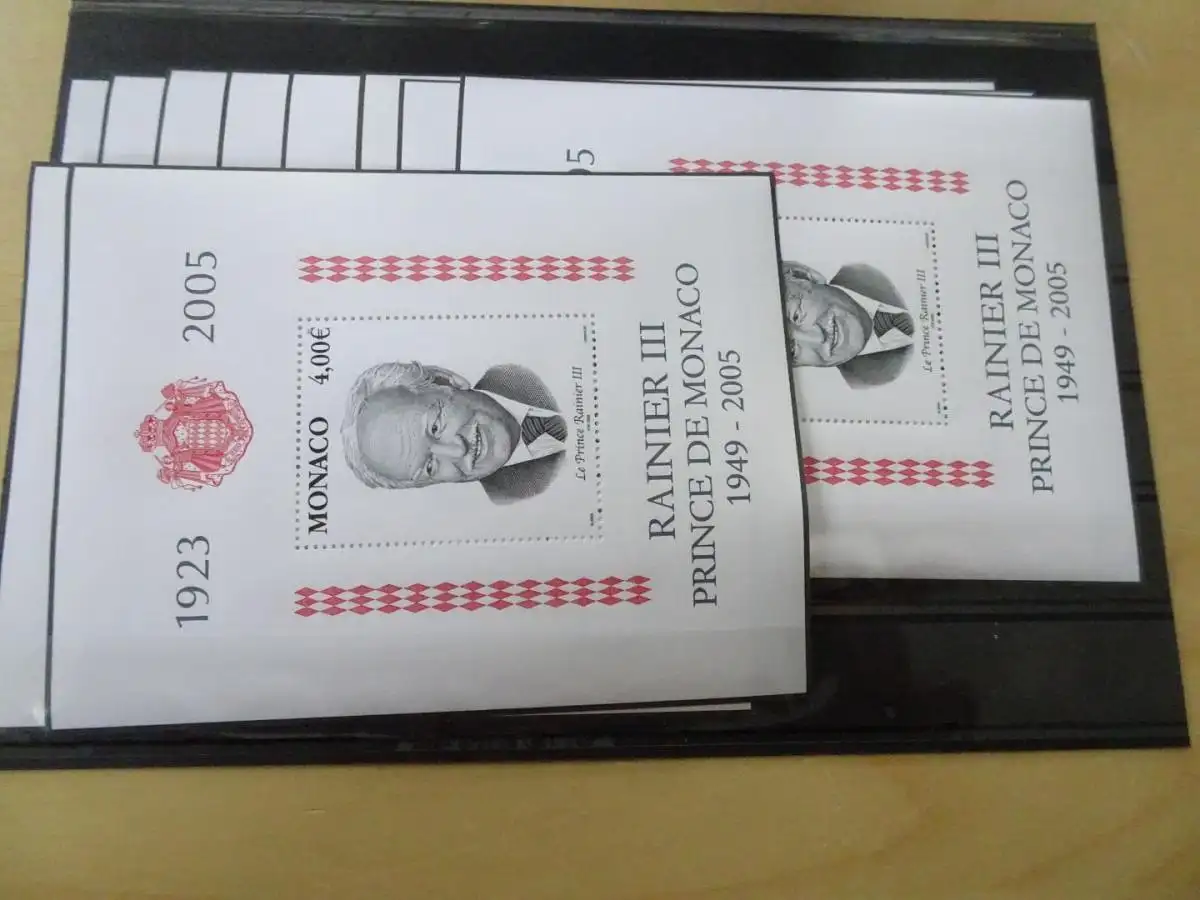 1923 2005
MONACO 4,00€
Le Prince Rainier III
RAINIER III
PRINCE DE MONACO
1949 - 2005
Le Prince Rainier III
RAINIER III
PRINCE DE MONACO
1949 - 2005